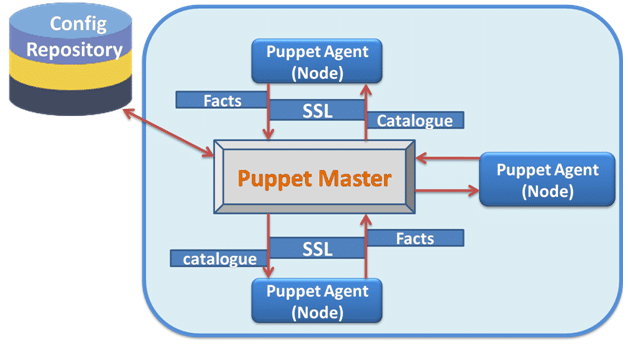 Config
Repository
Puppet Agent
(Node)
Facts
SSL
Catalogue
Puppet Master
Puppet Agent
(Node)
catalogue
SSL
Facts
Puppet Agent
(Node)